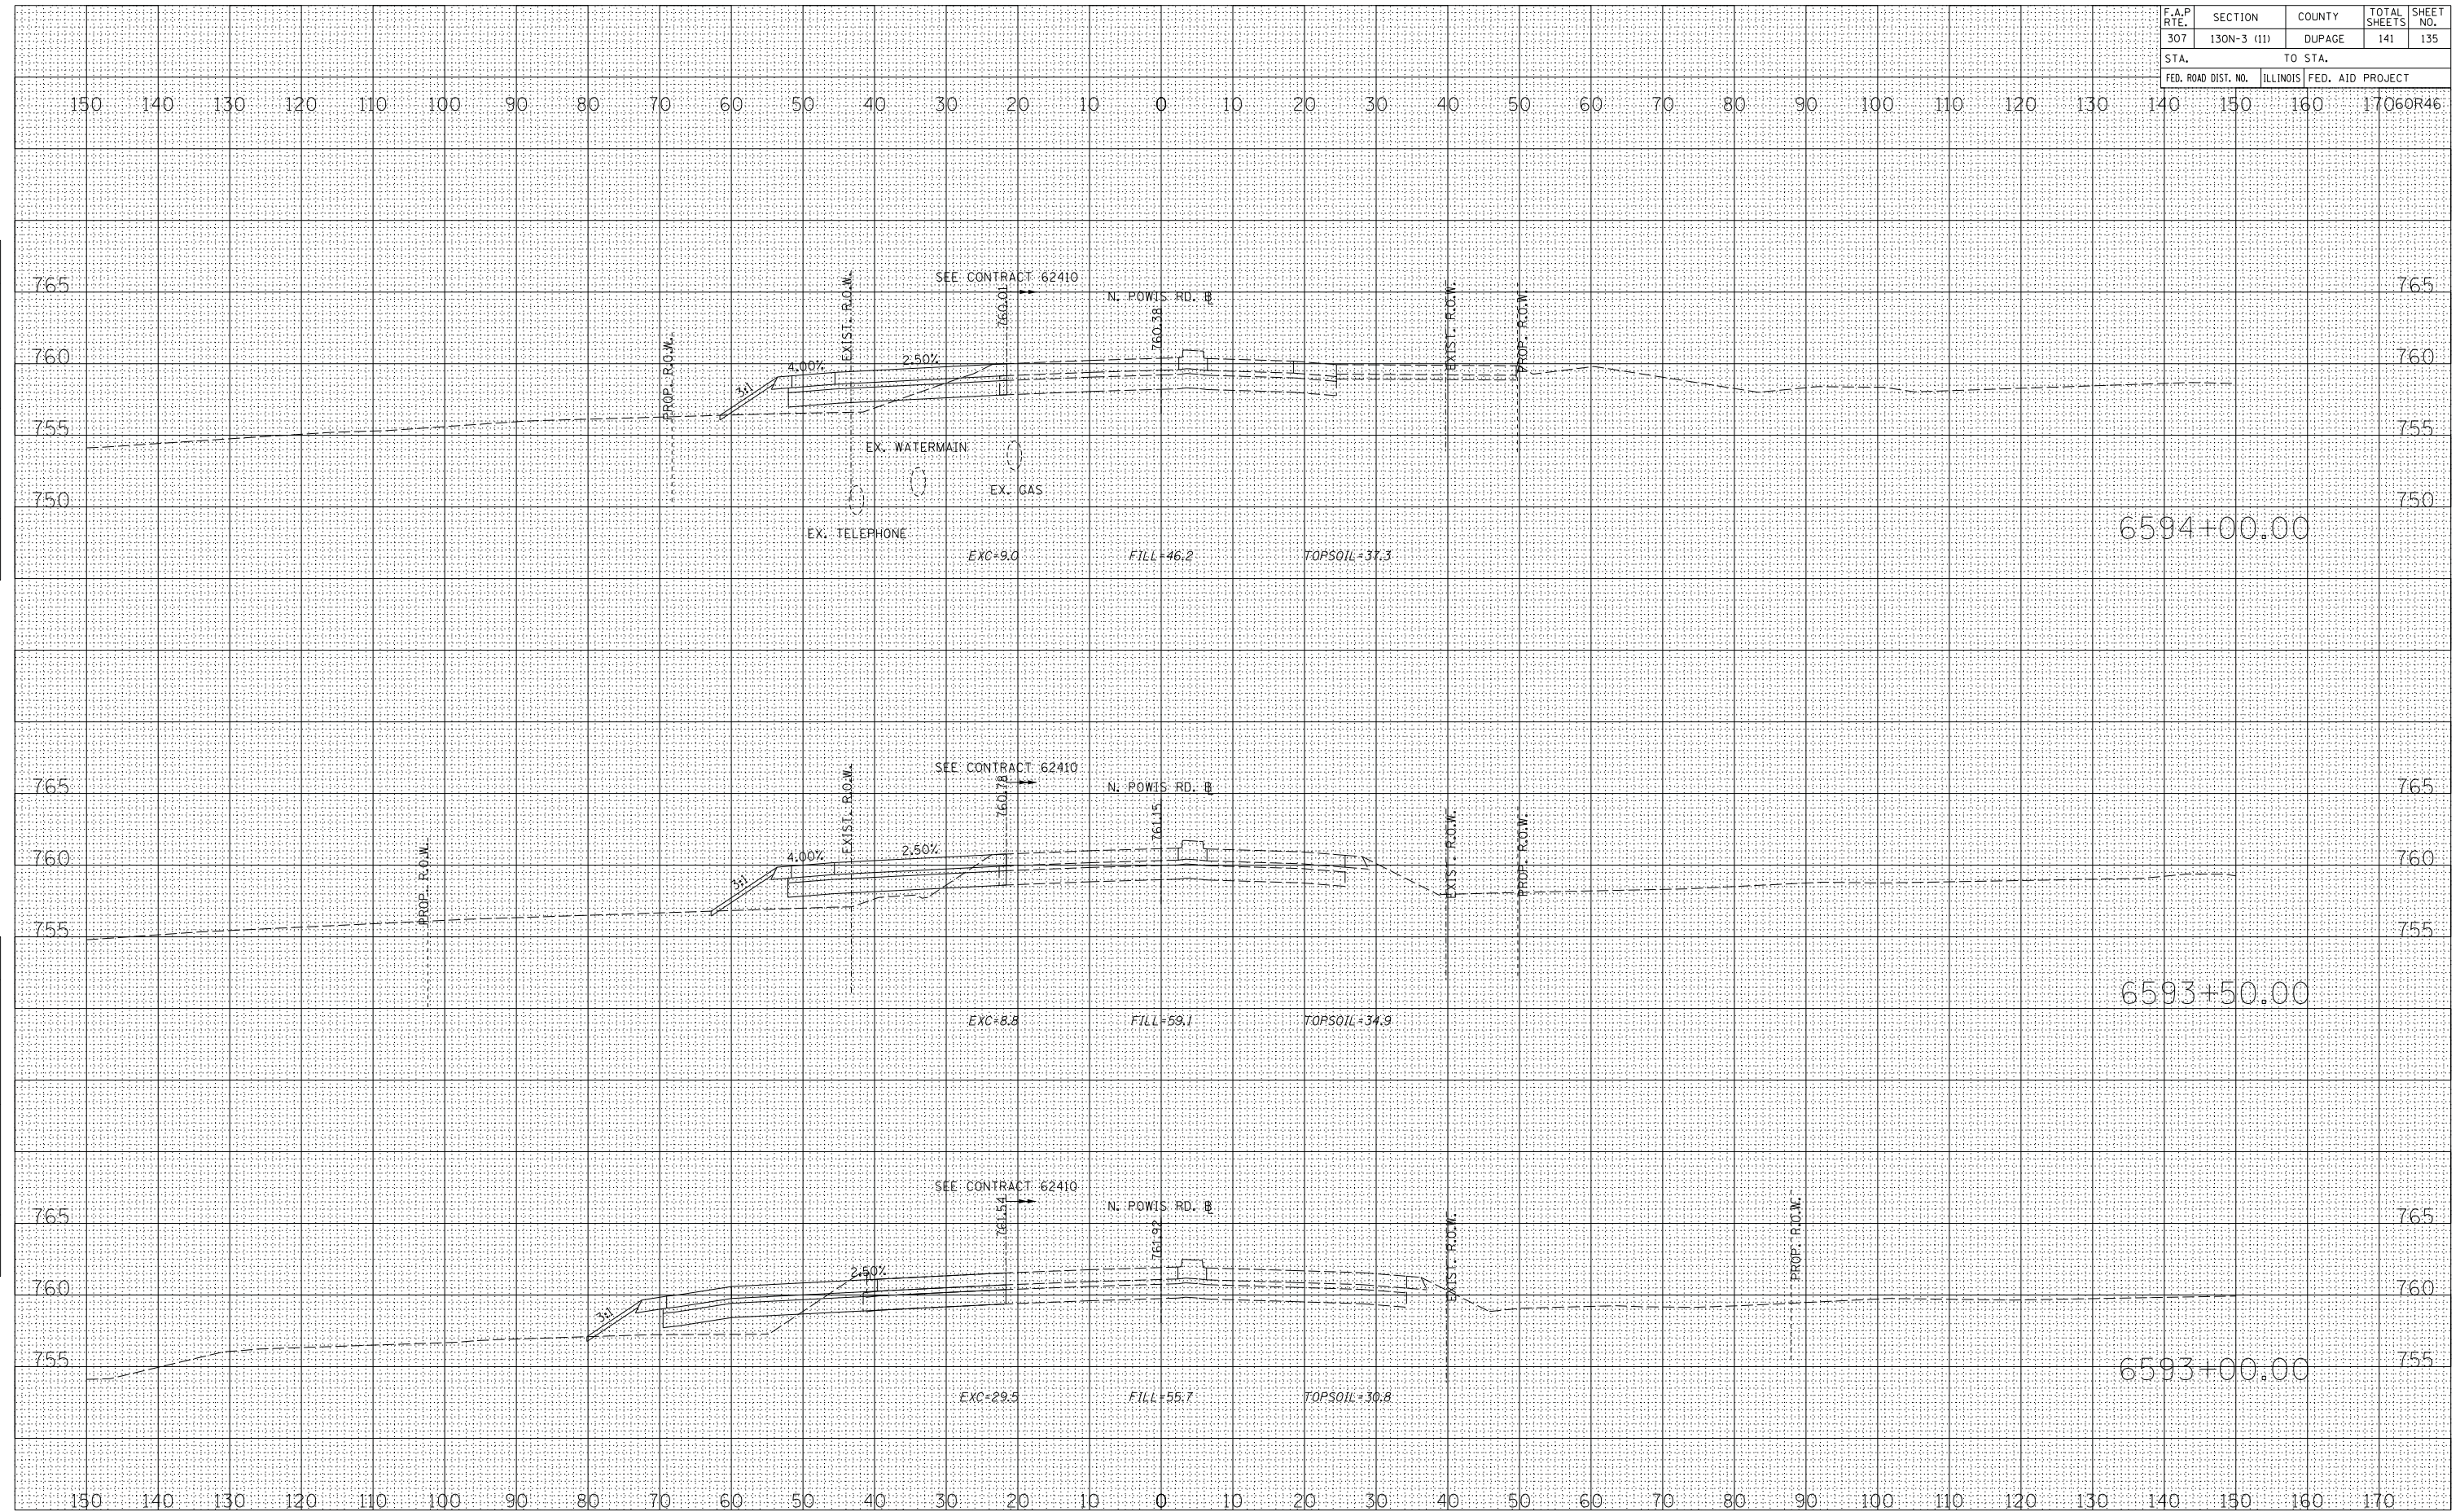 F.A.P RTE. SECTION COUNTY TOTAL SHEETS SHEET NO.
307 130N-3 (11) DUPAGE 141 135
STA. TO STA.
FED. ROAD DIST. NO. ILLINOIS FED. AID PROJECT
150 140 130 120 110 100 90 80 70 60 50 40 30 20 10 0 10 20 30 40 50 60 70 80 90 100 110 120 130 140 150 160 170 60R46
SEE CONTRACT 62410
N. POWIS RD. BL
765 765
760.01
760.38
EXIST. R.O.W.
EXIST. R.O.W.
PROP. R.O.W.
PROP. R.O.W.
760 760
4.00% 2.50%
3:1
755 755
EX. WATERMAIN
EX. GAS
750 750
EX. TELEPHONE
6594+00.00
EXC=9.0 FILL=46.2 TOPSOIL=37.3
SEE CONTRACT 62410
N. POWIS RD. BL
765 765
760.78
761.15
EXIST. R.O.W.
EXIST. R.O.W.
PROP. R.O.W.
PROP. R.O.W.
760 760
4.00% 2.50%
3:1
755 755
6593+50.00
EXC=8.8 FILL=59.1 TOPSOIL=34.9
SEE CONTRACT 62410
N. POWIS RD. BL
765 765
761.54
761.92
EXIST. R.O.W.
PROP. R.O.W.
760 760
2.50%
3:1
755 755
6593+00.00
EXC=29.5 FILL=55.7 TOPSOIL=30.8
150 140 130 120 110 100 90 80 70 60 50 40 30 20 10 0 10 20 30 40 50 60 70 80 90 100 110 120 130 140 150 160 170